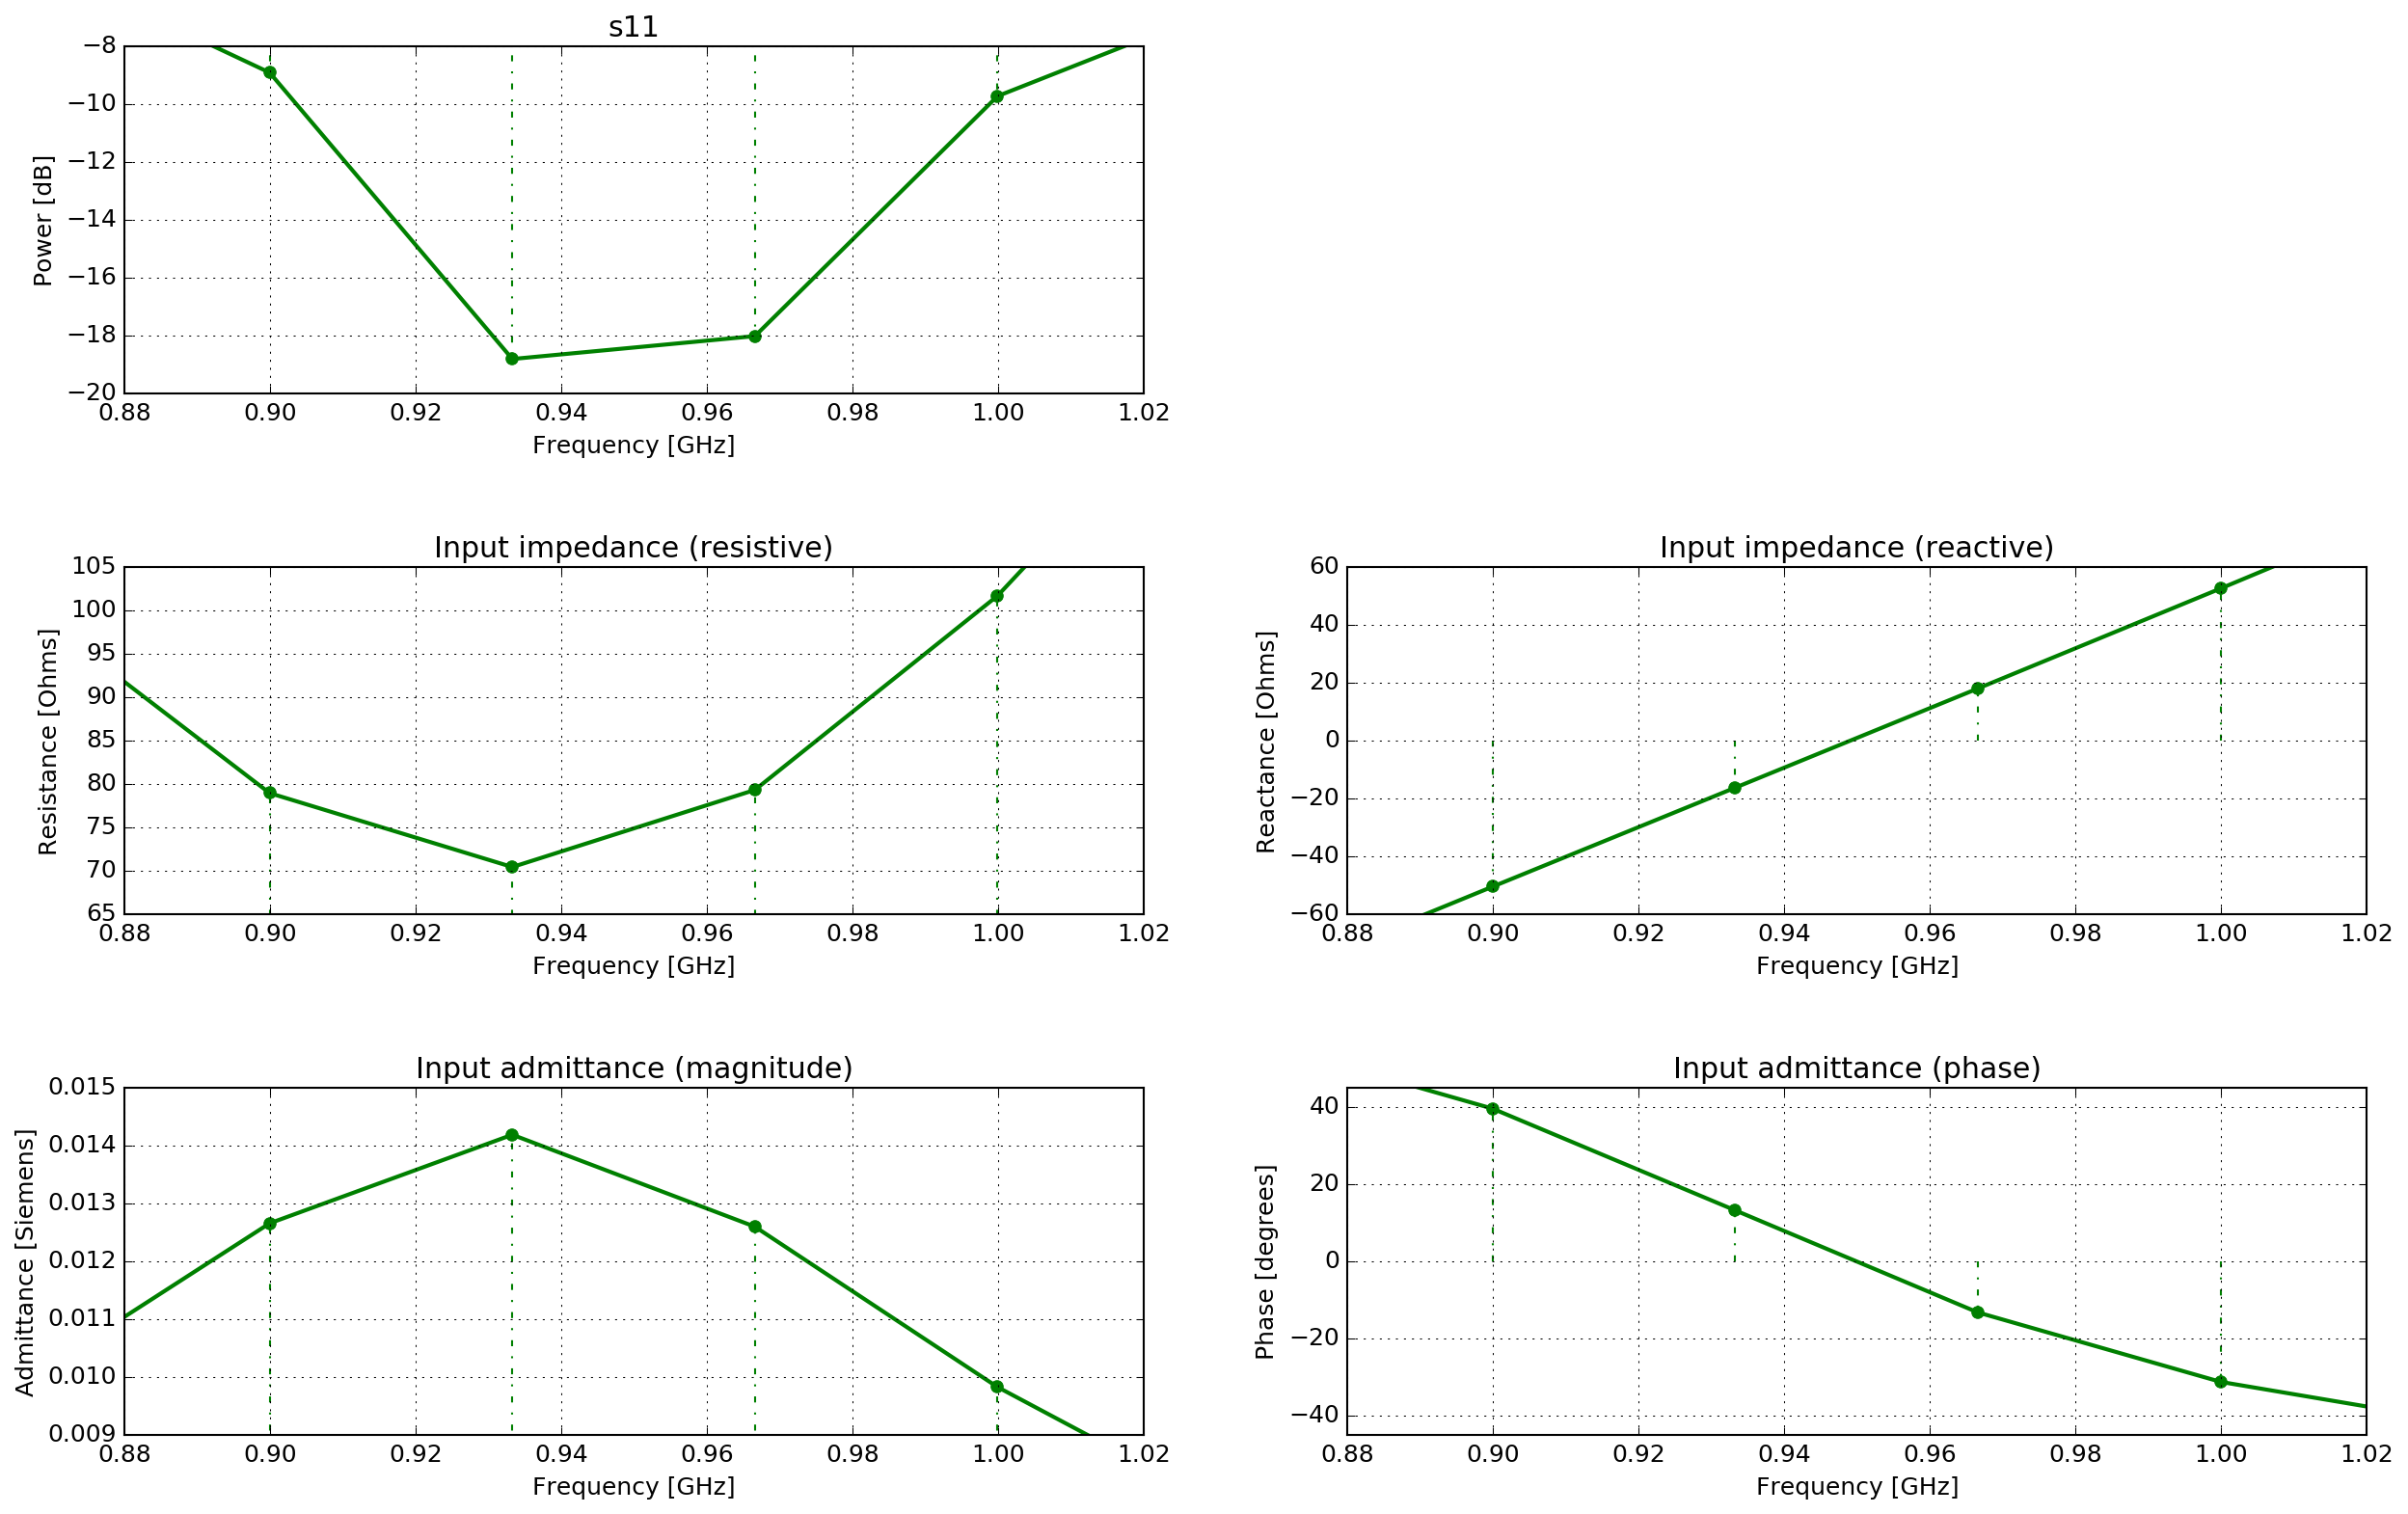 s11
−8
−10
−12
−14
−16
−18
−20
Power [dB]
0.88 0.90 0.92 0.94 0.96 0.98 1.00 1.02
Frequency [GHz]
Input impedance (resistive)
105
100
95
90
85
80
75
70
65
Resistance [Ohms]
0.88 0.90 0.92 0.94 0.96 0.98 1.00 1.02
Frequency [GHz]
Input impedance (reactive)
60
40
20
0
−20
−40
−60
Reactance [Ohms]
0.88 0.90 0.92 0.94 0.96 0.98 1.00 1.02
Frequency [GHz]
Input admittance (magnitude)
0.015
0.014
0.013
0.012
0.011
0.010
0.009
Admittance [Siemens]
0.88 0.90 0.92 0.94 0.96 0.98 1.00 1.02
Frequency [GHz]
Input admittance (phase)
40
20
0
−20
−40
Phase [degrees]
0.88 0.90 0.92 0.94 0.96 0.98 1.00 1.02
Frequency [GHz]